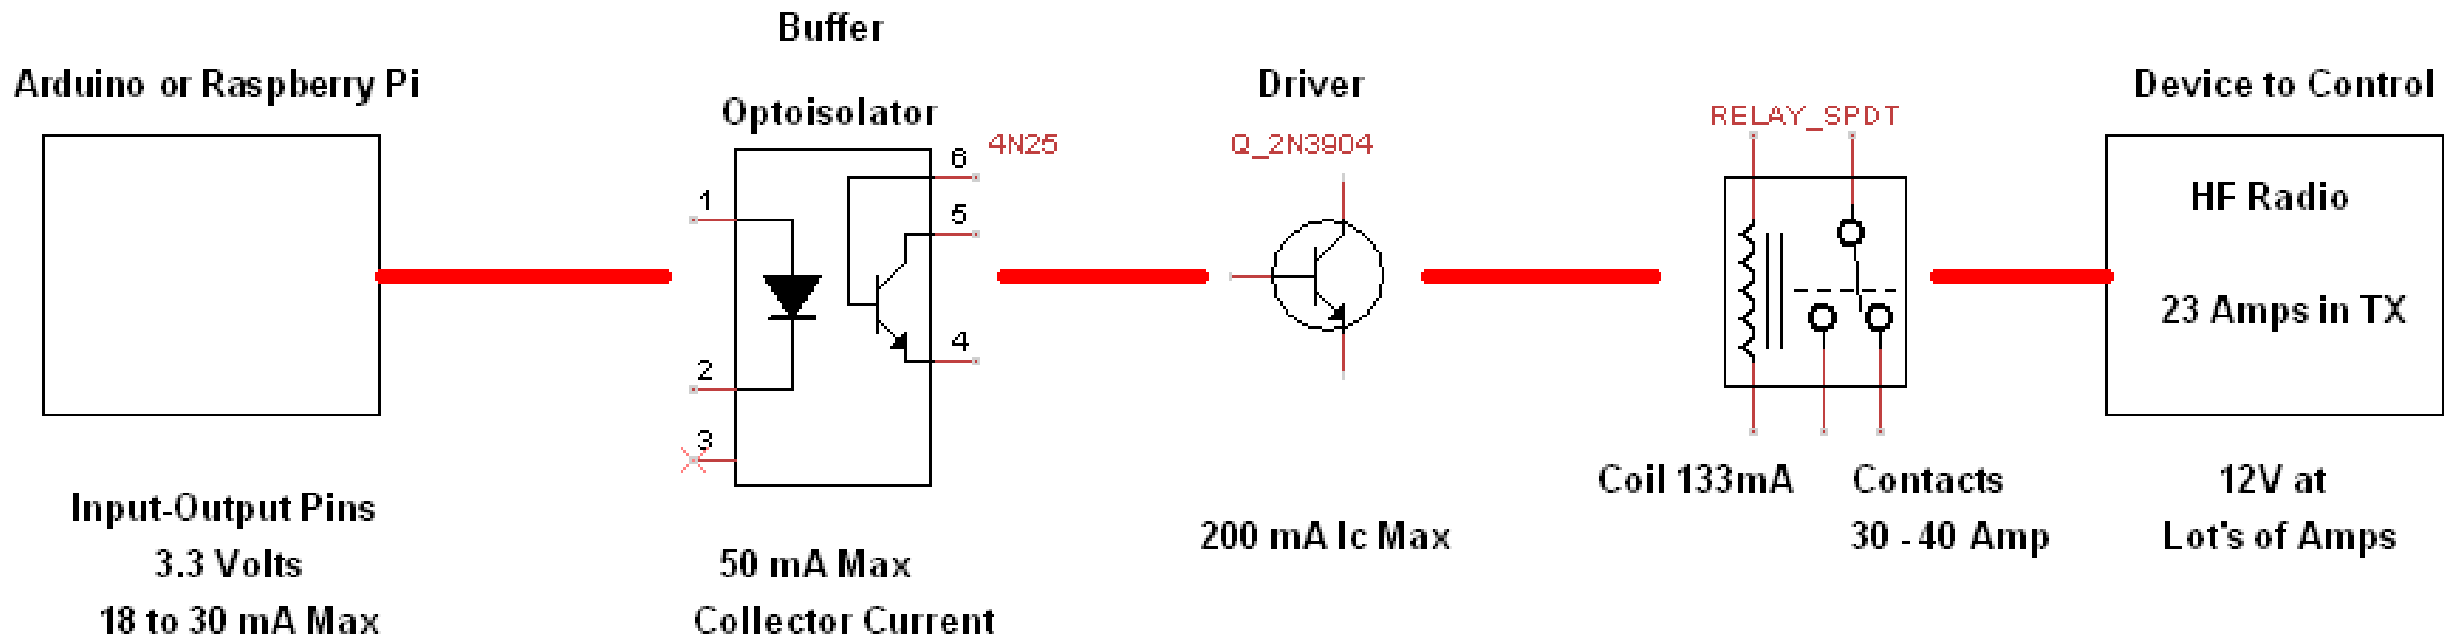 Buffer
Arduino or Raspberry Pi
Optoisolator
4N25
1
2
3
6
5
4
Driver
Q_2N3904
RELAY_SPDT
Device to Control
HF Radio
23 Amps in TX
Input-Output Pins
3.3 Volts
18 to 30 mA Max
50 mA Max
Collector Current
200 mA Ic Max
Coil 133mA
Contacts
30 - 40 Amp
12V at
Lot's of Amps